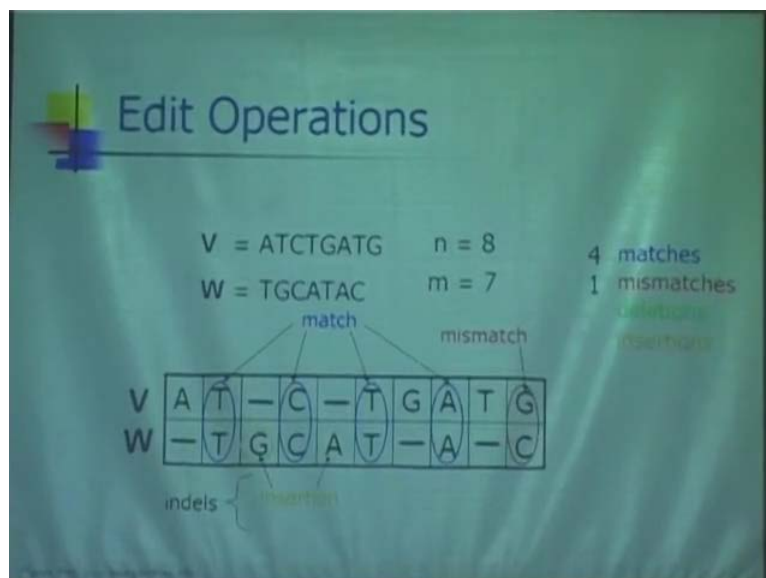 Edit Operations
V = ATCTGATG n = 8
W = TGCATAC m = 7
4 matches
1 mismatches
deletions
insertions
match
mismatch
V A T — C — T G A T G
W — T G C A T — A — C
indels
insertion